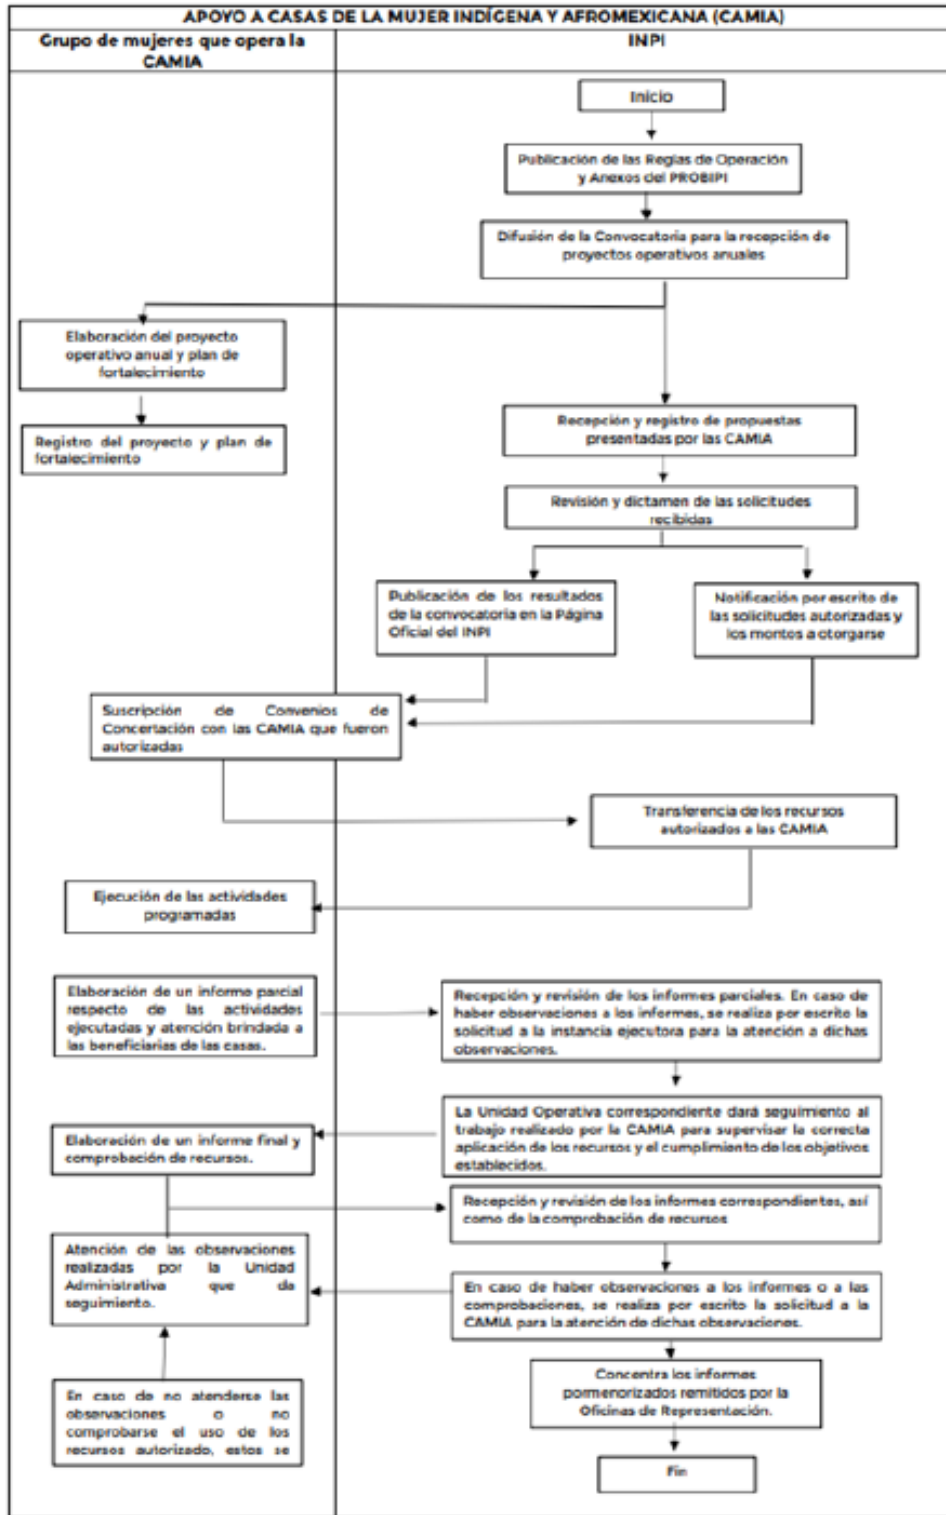 APOYO A CASAS DE LA MUJER INDÍGENA Y AFROMEXICANA (CAMIA)
Grupo de mujeres que opera la
CAMIA
INPI
Inicio
Publicación de las Reglas de Operación
y Anexos del PROBIPI
Difusión de la Convocatoria para la recepción de
proyectos operativos anuales
Elaboración del proyecto
operativo anual y plan de
fortalecimiento
Recepción y registro de propuestas
presentadas por las CAMIA
Registro del proyecto y plan de
fortalecimiento
Revisión y dictamen de las solicitudes
recibidas
Publicación de los resultados
de la convocatoria en la Página
Oficial del INPI
Notificación por escrito de
las solicitudes autorizadas y
los montos a otorgarse
Suscripción de Convenios de
Concertación con las CAMIA que fueron
autorizadas
Transferencia de los recursos
autorizados a las CAMIA
Ejecución de las actividades
programadas
Elaboración de un informe parcial
respecto de las actividades
ejecutadas y atención brindada a
las beneficiarias de las casas.
Recepción y revisión de los informes parciales. En caso de
haber observaciones a los informes, se realiza por escrito la
solicitud a la instancia ejecutora para la atención a dichas
observaciones.
La Unidad Operativa correspondiente dará seguimiento al
trabajo realizado por la CAMIA para supervisar la correcta
aplicación de los recursos y el cumplimiento de los objetivos
establecidos.
Elaboración de un informe final y
comprobación de recursos.
Recepción y revisión de los informes correspondientes, así
como de la comprobación de recursos
Atención de las observaciones
realizadas por la Unidad
Administrativa que da
seguimiento.
En caso de haber observaciones a los informes o a las
comprobaciones, se realiza por escrito la solicitud a la
CAMIA para la atención de dichas observaciones.
Concentra los informes
pormenorizados remitidos por la
Oficinas de Representación.
En caso de no atenderse las
observaciones o no
comprobarse el uso de los
recursos autorizado, estos se
Fin